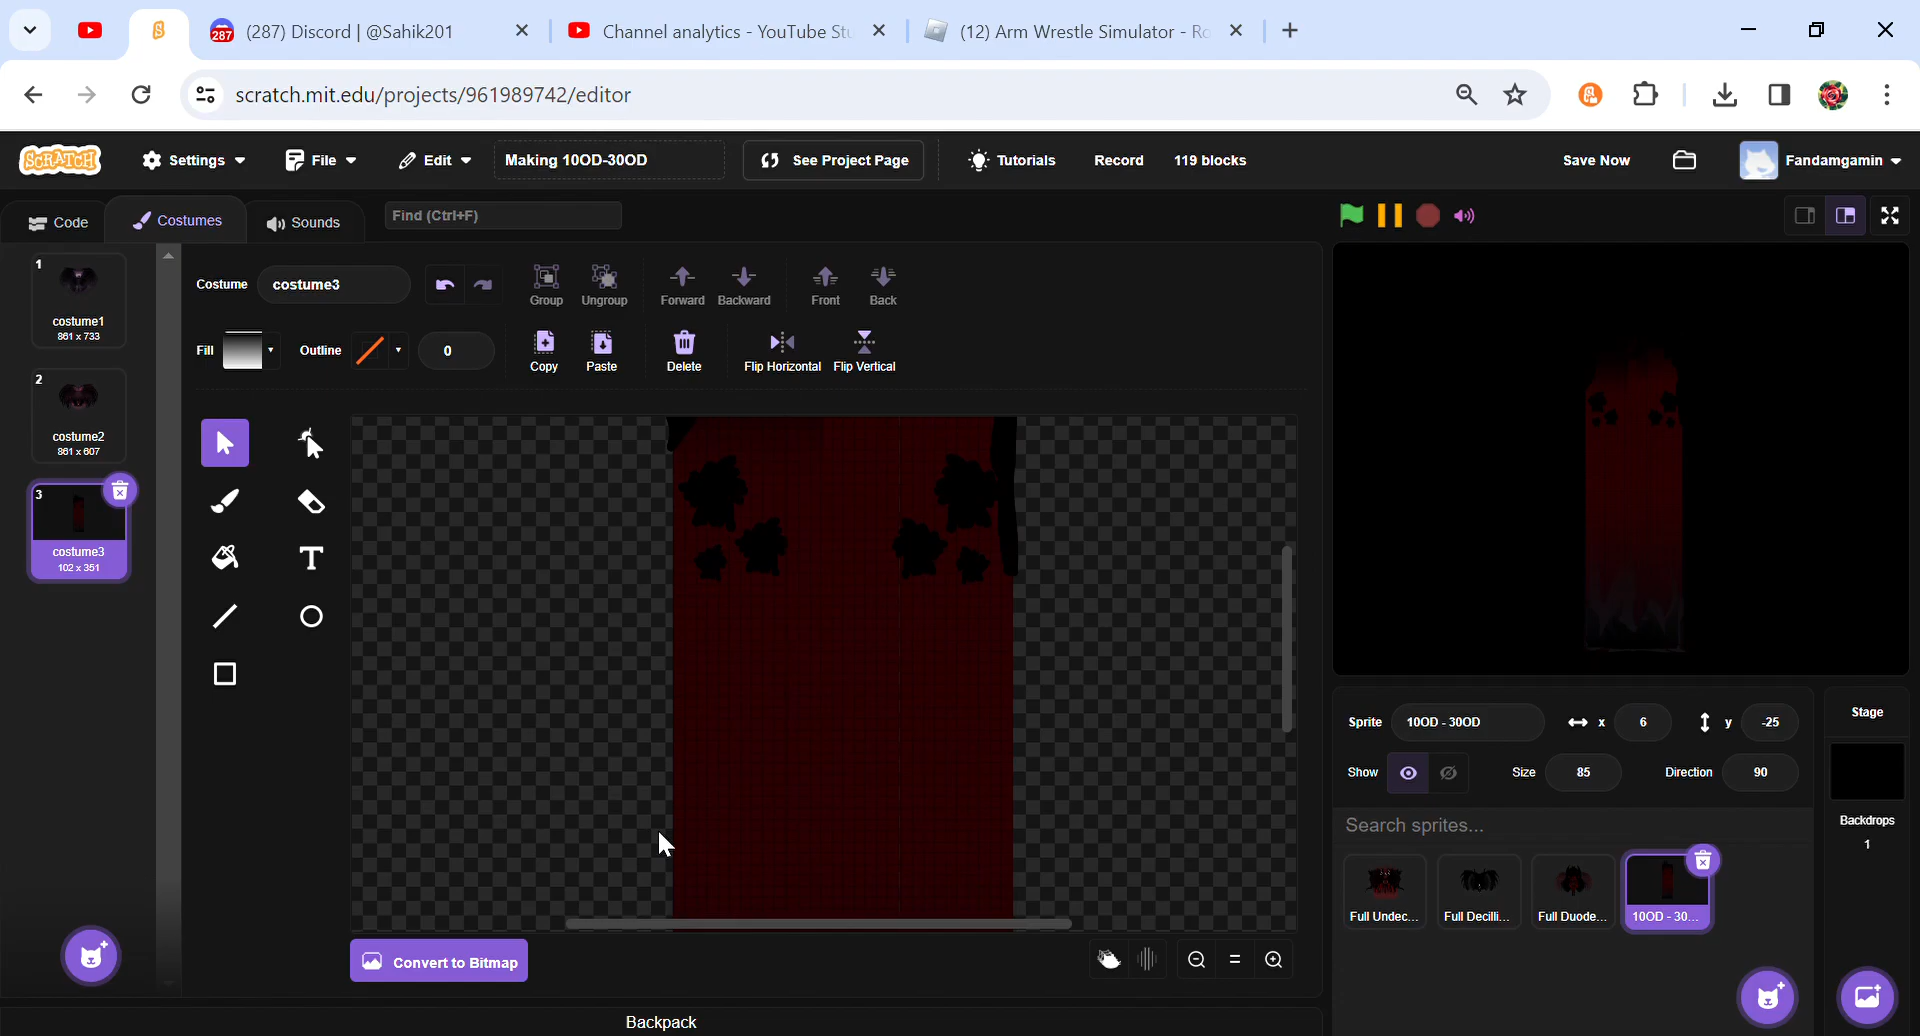 287
(287) Discord | @Sahik201
Channel analytics - YouTube Stu
(12) Arm Wrestle Simulator - Ro
scratch.mit.edu/projects/961989742/editor
SCRATCH
Settings
File
Edit
Making 10OD-30OD
See Project Page
Tutorials
Record
119 blocks
Save Now
Fandamgamin
Code
Costumes
Sounds
Find (Ctrl+F)
1
costume1
861 x 733
2
costume2
861 x 607
3
costume3
102 x 351
Costume
costume3
Group
Ungroup
Forward
Backward
Front
Back
Fill
Outline
0
Copy
Paste
Delete
Flip Horizontal
Flip Vertical
T
Convert to Bitmap
Backpack
Sprite
10OD - 30OD
x
6
y
-25
Show
Size
85
Direction
90
Search sprites...
Full Undec...
Full Decilli...
Full Duode...
10OD - 30...
Stage
Backdrops
1